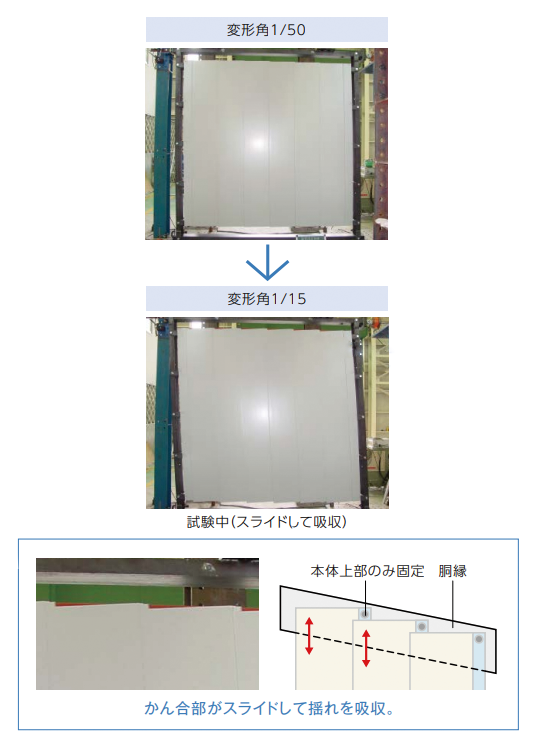 変形角1/50
変形角1/15
試験中(スライドして吸収)
本体上部のみ固定 胴縁
かん合部がスライドして揺れを吸収。